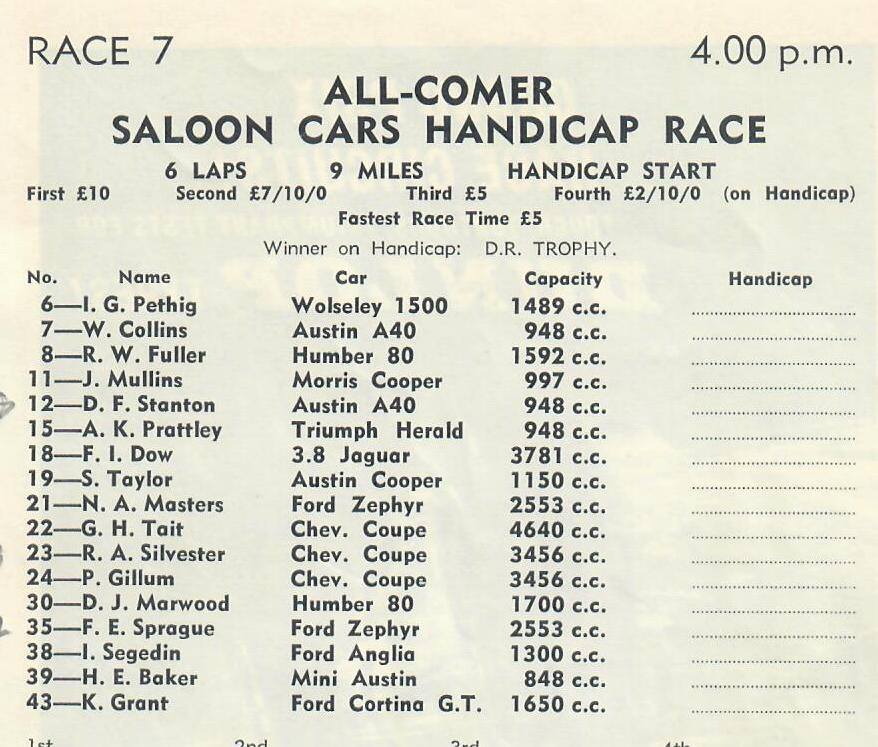 RACE 7 4.00 p.m.
ALL-COMER
SALOON CARS HANDICAP RACE
6 LAPS 9 MILES HANDICAP START
First £10 Second £7/10/0 Third £5 Fourth £2/10/0 (on Handicap)
Fastest Race Time £5
Winner on Handicap: D.R. TROPHY.
No. Name Car Capacity Handicap
6—I. G. Pethig Wolseley 1500 1489 c.c. ........................................
7—W. Collins Austin A40 948 c.c. ........................................
8—R. W. Fuller Humber 80 1592 c.c. ........................................
11—J. Mullins Morris Cooper 997 c.c. ........................................
12—D. F. Stanton Austin A40 948 c.c. ........................................
15—A. K. Prattley Triumph Herald 948 c.c. ........................................
18—F. I. Dow 3.8 Jaguar 3781 c.c. ........................................
19—S. Taylor Austin Cooper 1150 c.c. ........................................
21—N. A. Masters Ford Zephyr 2553 c.c. ........................................
22—G. H. Tait Chev. Coupe 4640 c.c. ........................................
23—R. A. Silvester Chev. Coupe 3456 c.c. ........................................
24—P. Gillum Chev. Coupe 3456 c.c. ........................................
30—D. J. Marwood Humber 80 1700 c.c. ........................................
35—F. E. Sprague Ford Zephyr 2553 c.c. ........................................
38—I. Segedin Ford Anglia 1300 c.c. ........................................
39—H. E. Baker Mini Austin 848 c.c. ........................................
43—K. Grant Ford Cortina G.T. 1650 c.c. ........................................
1st 2nd 3rd 4th